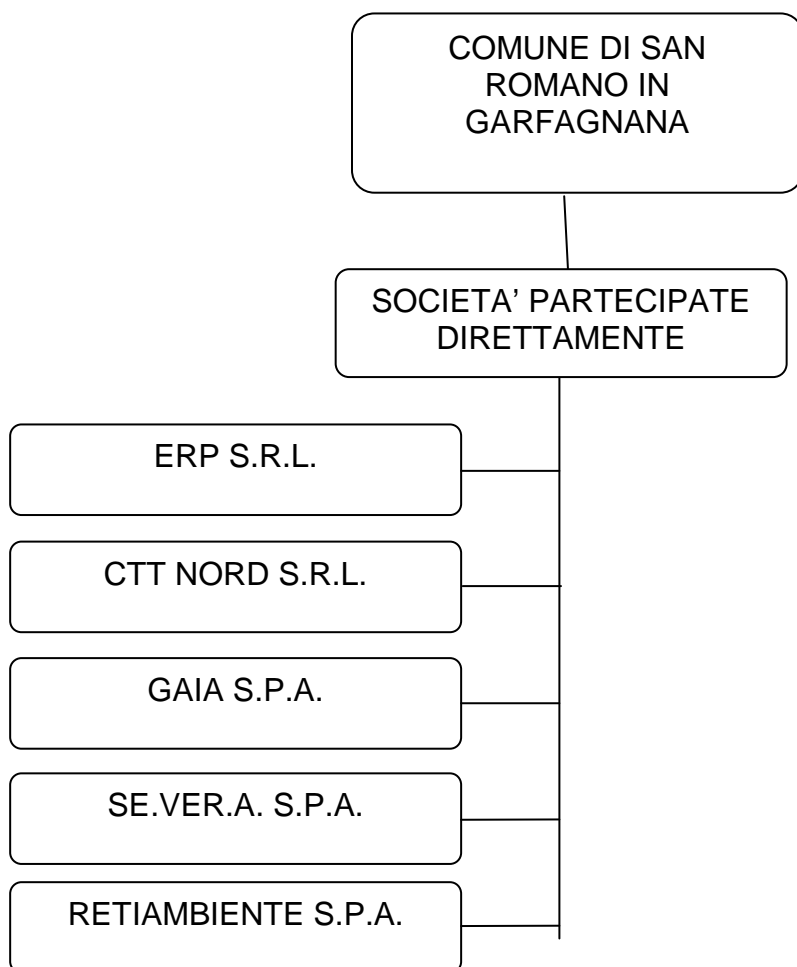 COMUNE DI SAN
ROMANO IN
GARFAGNANA
SOCIETA’ PARTECIPATE
DIRETTAMENTE
ERP S.R.L.
CTT NORD S.R.L.
GAIA S.P.A.
SE.VER.A. S.P.A.
RETIAMBIENTE S.P.A.